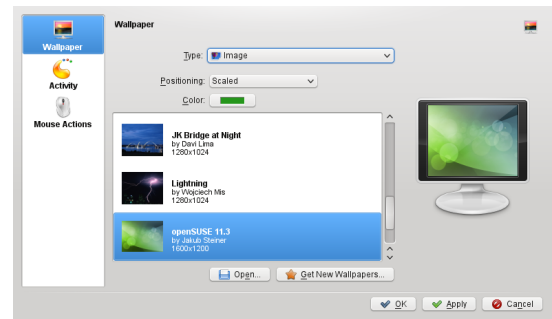 Wallpaper
Activity
Mouse Actions
Wallpaper
Type: Image
Positioning: Scaled
Color:
JK Bridge at Night
by Davi Lima
1280x1024
Lightning
by Wojciech Mis
1280x1024
openSUSE 11.3
by Jakub Steiner
1600x1200
Open... Get New Wallpapers...
OK Apply Cancel